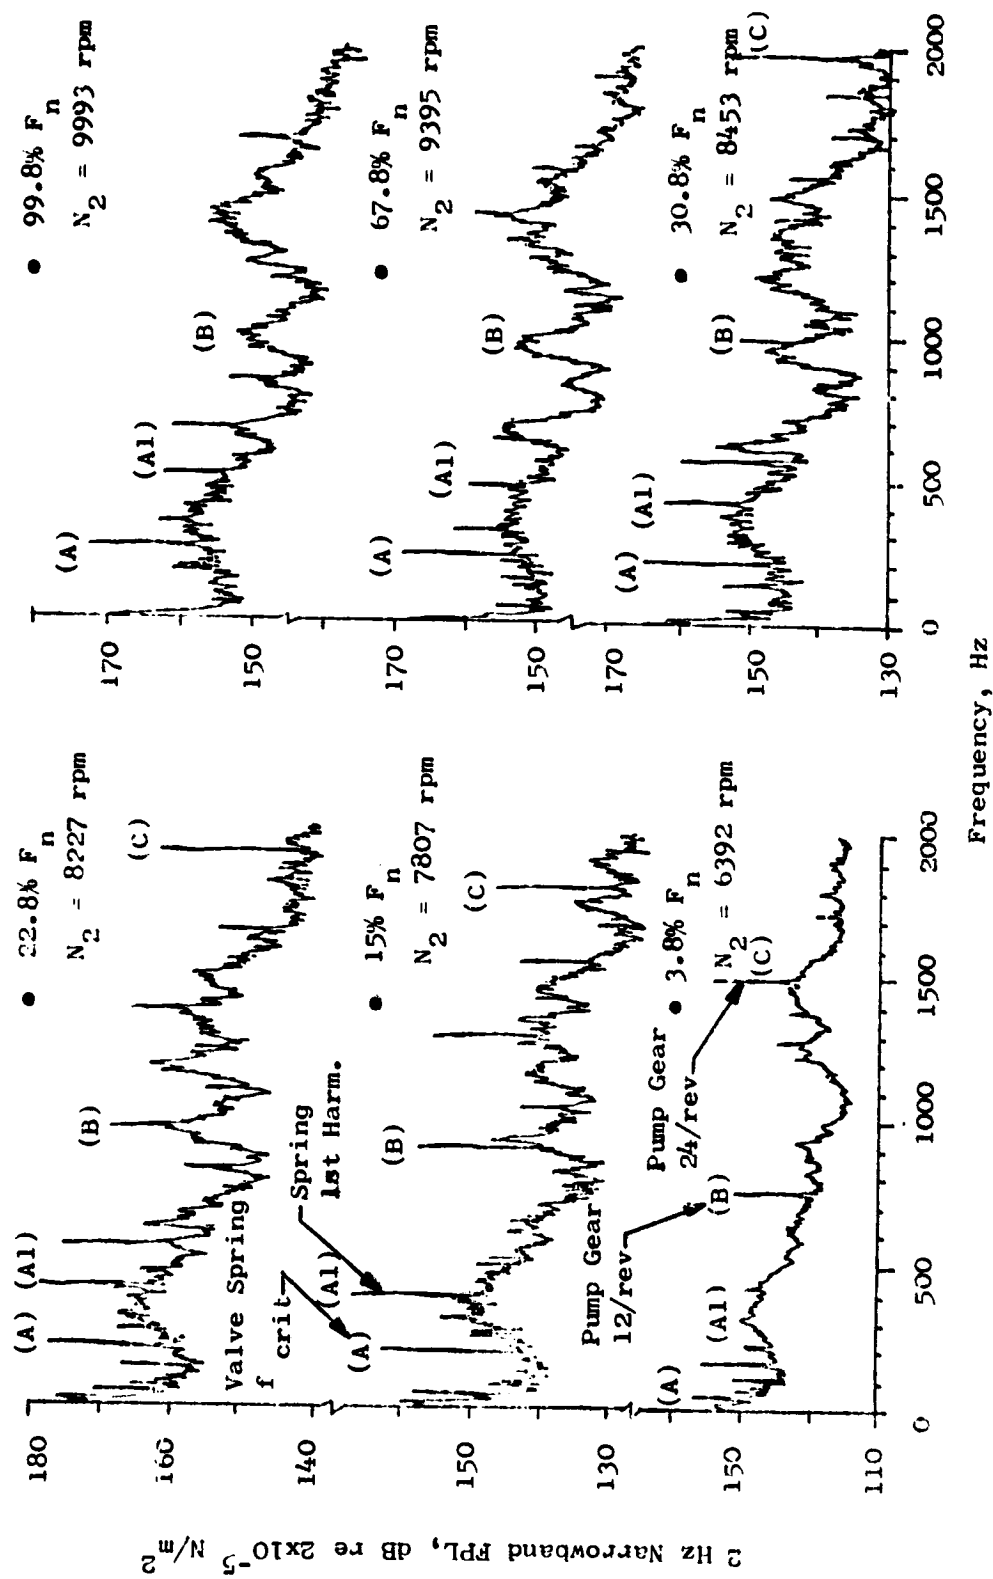 ● 22.8% F n
N 2 = 8227 rpm
(A)
(A1)
(B)
(C)
180
160
140
Valve Spring
f crit
Spring
1st Harm.
● 15% F n
N 2 = 7807 rpm
(A)
(A1)
(B)
(C)
150
130
Pump Gear
12/rev
Pump Gear
24/rev
● 3.8% F n
N 2 = 6392 rpm
(A)
(A1)
(B)
(C)
150
110
0
500
1000
1500
2000
● 99.8% F n
N 2 = 9993 rpm
(A)
(A1)
(B)
170
150
● 67.8% F n
N 2 = 9395 rpm
(A)
(A1)
(B)
170
150
● 30.8% F n
N 2 = 8453 rpm
(A)
(A1)
(B)
(C)
170
150
130
0
500
1000
1500
2000
Frequency, Hz
Hz Narrowband FPL, dB re 2x10-5 N/m2